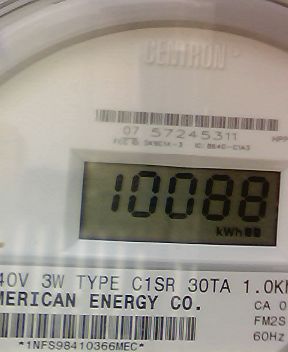 CENTRON
07 57245311
10088
kWh
40V 3W TYPE C1SR 30TA 1.0K
MERICAN ENERGY CO.
CA 0
FM2S
60Hz
*1NFS98410366MEC*